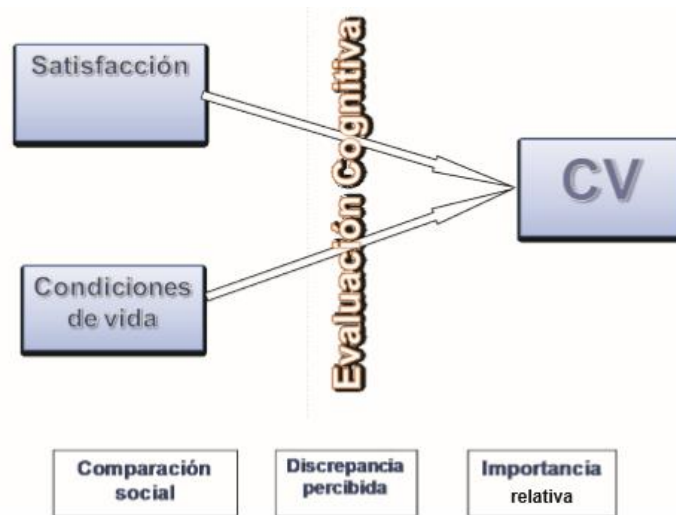 Satisfacción
Evaluación Cognitiva
CV
Condiciones
de vida
Comparación
social
Discrepancia
percibida
Importancia
relativa